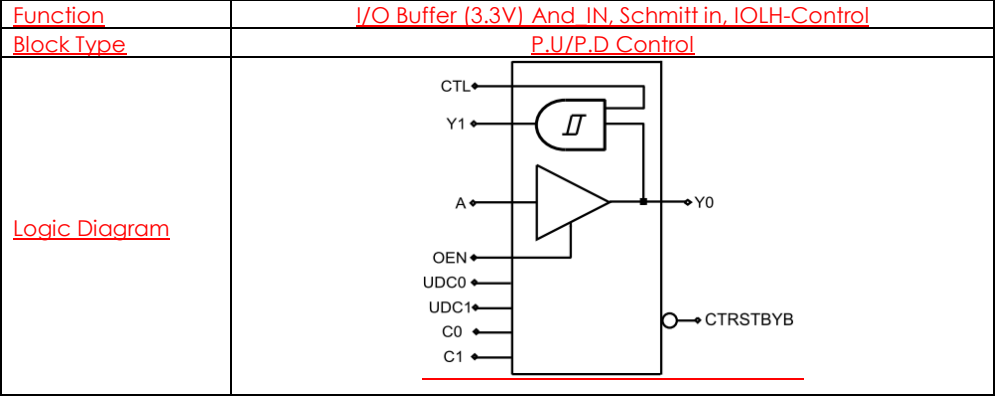 Function
I/O Buffer (3.3V) And_IN, Schmitt in, IOLH-Control
Block Type
P.U/P.D Control
Logic Diagram
CTL
Y1
A
Y0
OEN
UDC0
UDC1
CTRSTBYB
C0
C1